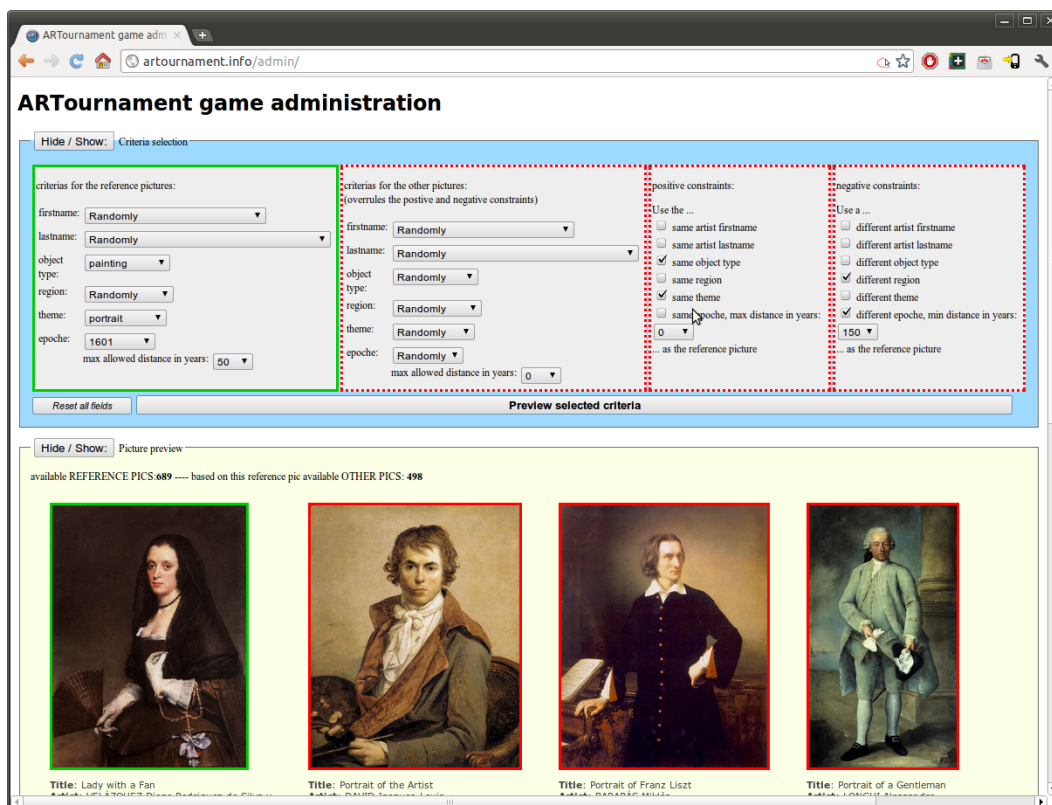 ARTournament game adm
artournament.info/admin/
ARTournament game administration
Hide / Show: Criteria selection
criterias for the reference pictures:
firstname: Randomly
lastname: Randomly
object type: painting
region: Randomly
theme: portrait
epoche: 1601
max allowed distance in years: 50
criterias for the other pictures:
(overrules the postive and negative constraints)
firstname: Randomly
lastname: Randomly
object type: Randomly
region: Randomly
theme: Randomly
epoche: Randomly
max allowed distance in years: 0
positive constraints:
Use the ...
same artist firstname
same artist lastname
same object type
same region
same theme
same epoche, max distance in years:
0
... as the reference picture
negative constraints:
Use a ...
different artist firstname
different artist lastname
different object type
different region
different theme
different epoche, min distance in years:
150
... as the reference picture
Reset all fields
Preview selected criteria
Hide / Show: Picture preview
available REFERENCE PICS:689 ---- based on this reference pic available OTHER PICS: 498
Title: Lady with a Fan
Title: Portrait of the Artist
Title: Portrait of Franz Liszt
Title: Portrait of a Gentleman